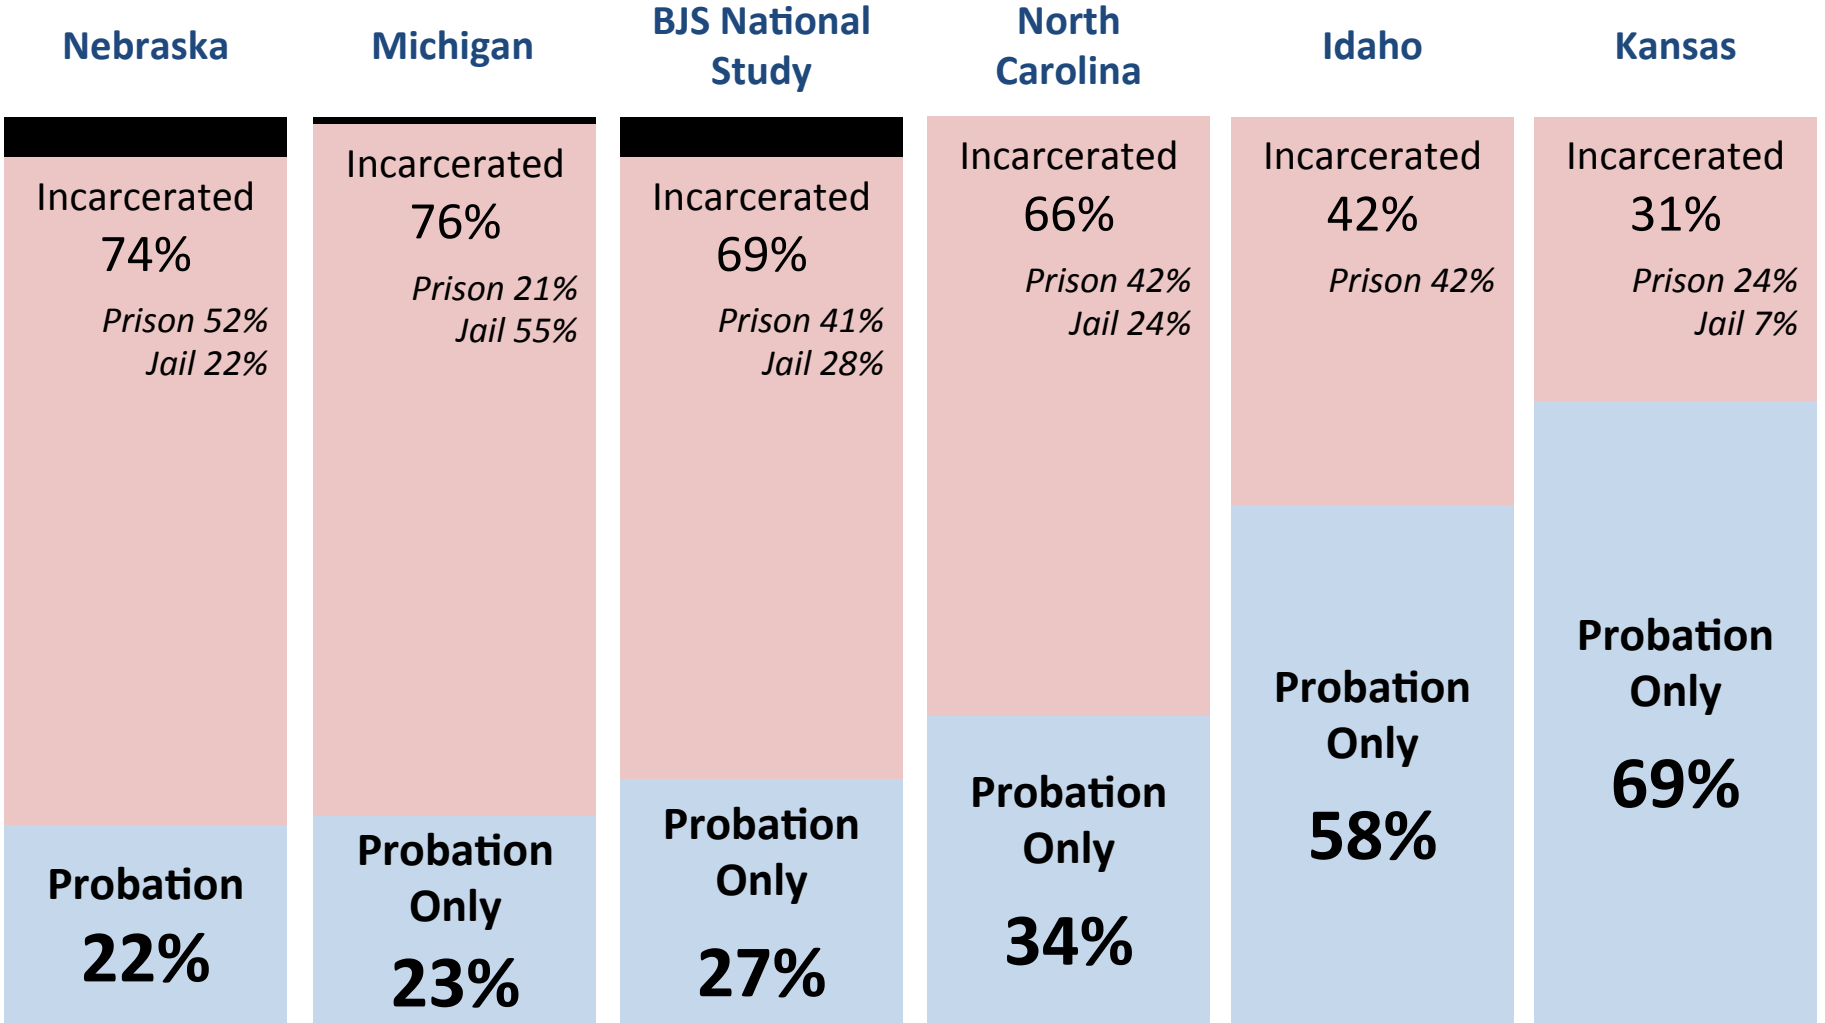 Nebraska
Incarcerated
74%
Prison 52%
Jail 22%
Probation
22%
Michigan
Incarcerated
76%
Prison 21%
Jail 55%
Probation
Only
23%
BJS National
Study
Incarcerated
69%
Prison 41%
Jail 28%
Probation
Only
27%
North
Carolina
Incarcerated
66%
Prison 42%
Jail 24%
Probation
Only
34%
Idaho
Incarcerated
42%
Prison 42%
Probation
Only
58%
Kansas
Incarcerated
31%
Prison 24%
Jail 7%
Probation
Only
69%